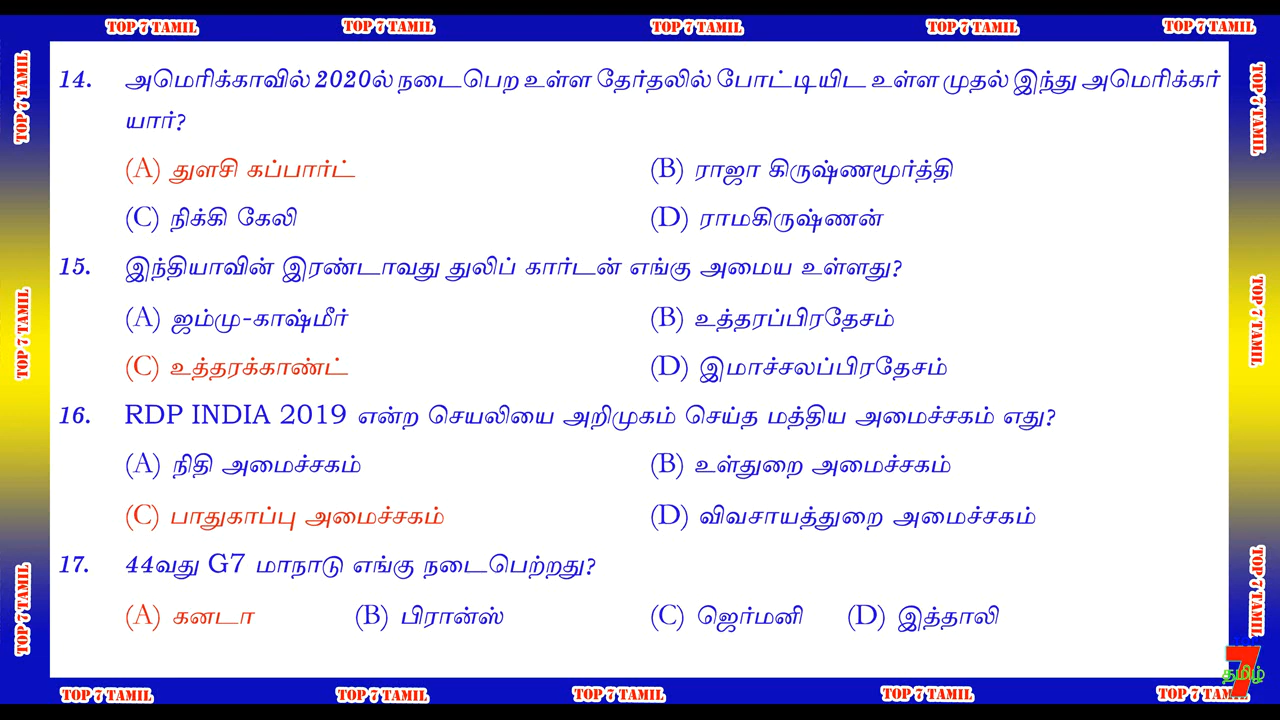 TOP 7 TAMIL TOP 7 TAMIL TOP 7 TAMIL TOP 7 TAMIL TOP 7 TAMIL
14. அமெரிக்காவில் 2020ல் நடைபெற உள்ள தேர்தலில் போட்டியிட உள்ள முதல் இந்து அமெரிக்கர்
யார்?
(A) துளசி கப்பார்ட் (B) ராஜா கிருஷ்ணமூர்த்தி
(C) நிக்கி கேலி (D) ராமகிருஷ்ணன்
15. இந்தியாவின் இரண்டாவது துலிப் கார்டன் எங்கு அமைய உள்ளது?
(A) ஜம்மு-காஷ்மீர் (B) உத்தரப்பிரதேசம்
(C) உத்தரக்காண்ட் (D) இமாச்சலப்பிரதேசம்
16. RDP INDIA 2019 என்ற செயலியை அறிமுகம் செய்த மத்திய அமைச்சகம் எது?
(A) நிதி அமைச்சகம் (B) உள்துறை அமைச்சகம்
(C) பாதுகாப்பு அமைச்சகம் (D) விவசாயத்துறை அமைச்சகம்
17. 44வது G7 மாநாடு எங்கு நடைபெற்றது?
(A) கனடா (B) பிரான்ஸ் (C) ஜெர்மனி (D) இத்தாலி
TOP 7 TAMIL
TOP 7 TAMIL
TOP 7 TAMIL
TOP 7 TAMIL
TOP 7 TAMIL
TOP 7 TAMIL
7
தமிழ்
TOP 7 TAMIL TOP 7 TAMIL TOP 7 TAMIL TOP 7 TAMIL TOP 7 TAMIL